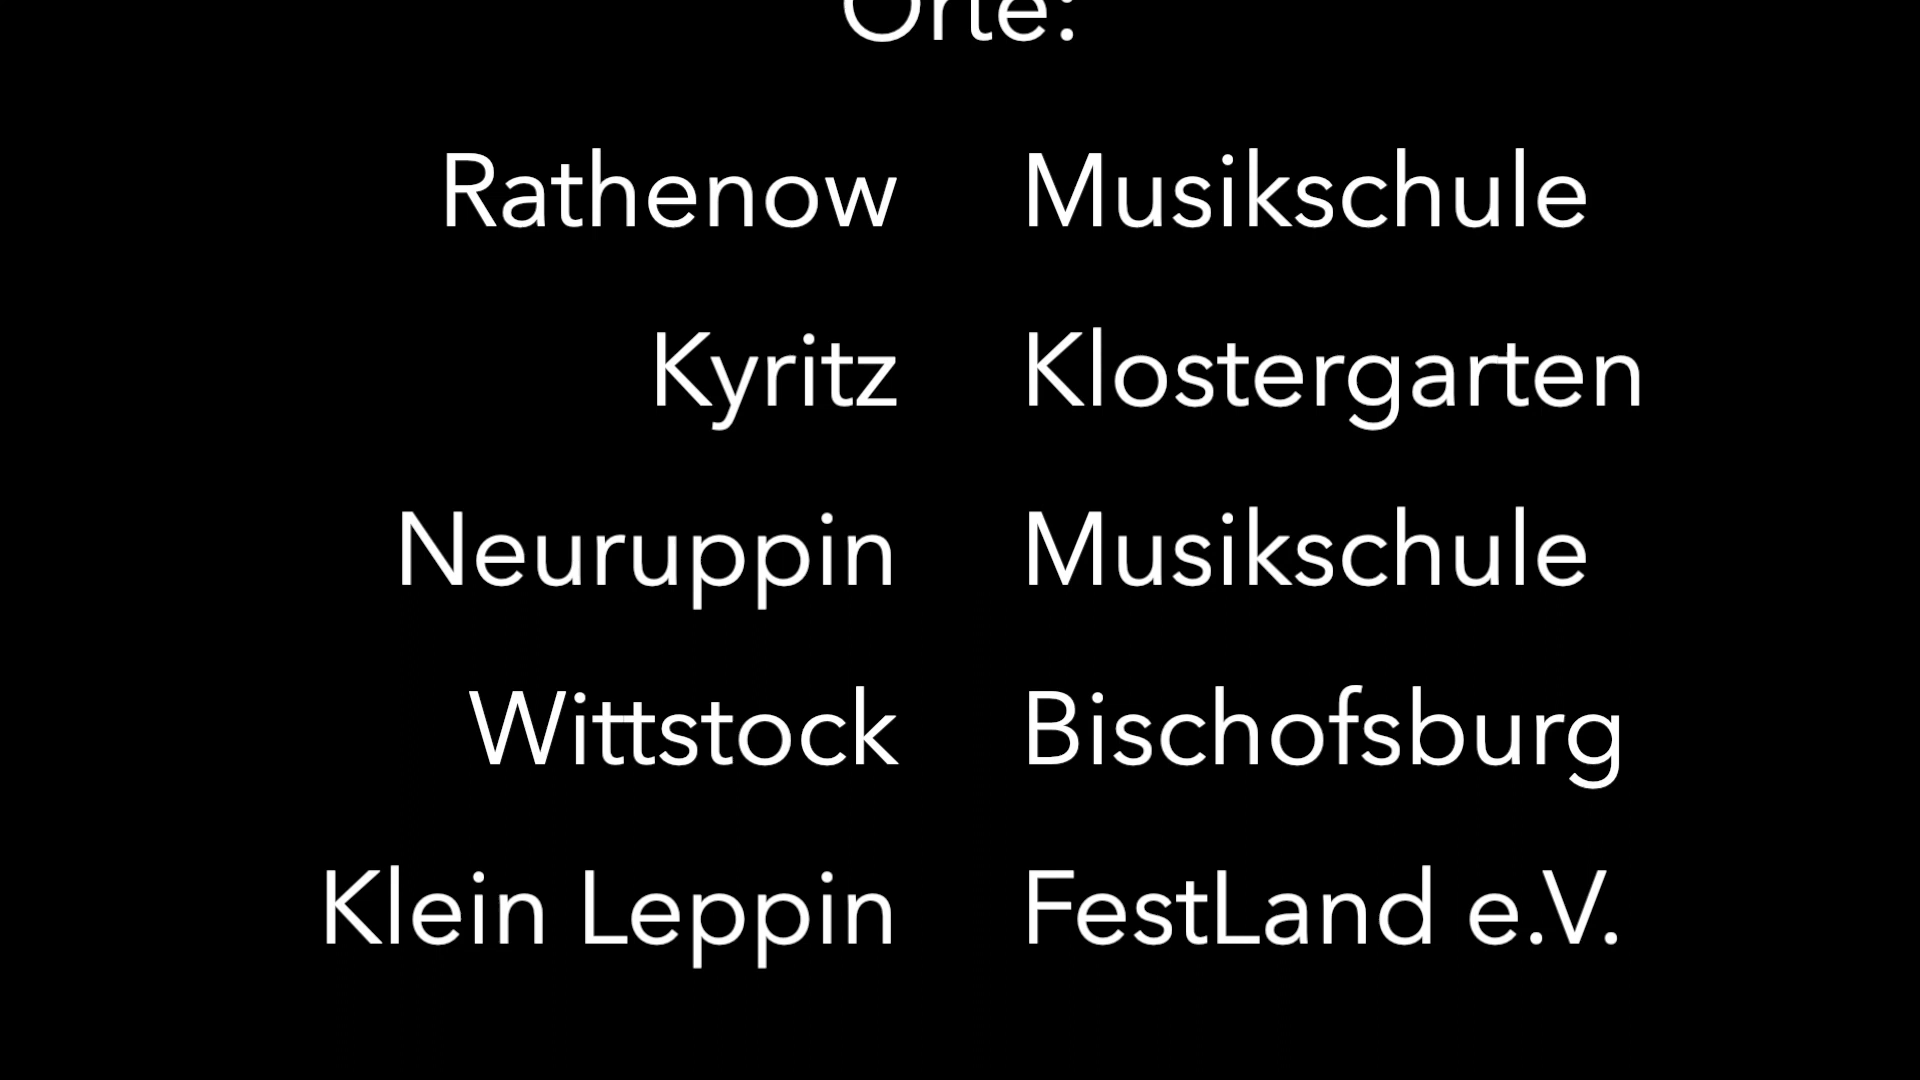 Orte:
Rathenow Musikschule
Kyritz Klostergarten
Neuruppin Musikschule
Wittstock Bischofsburg
Klein Leppin FestLand e.V.